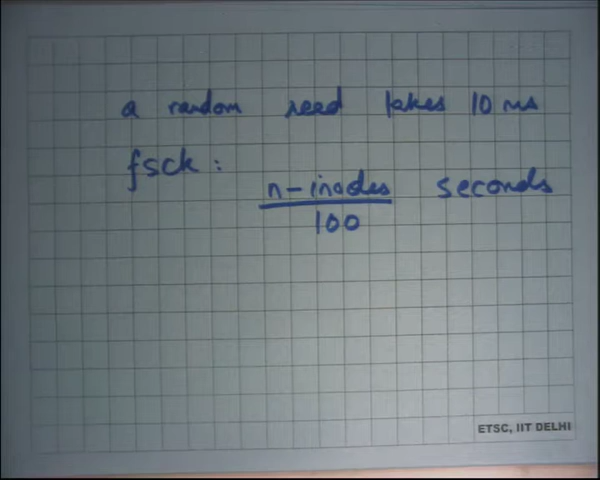 a random read takes 10 ms
fsck :
n-inodes seconds
100
ETSC, IIT DELHI